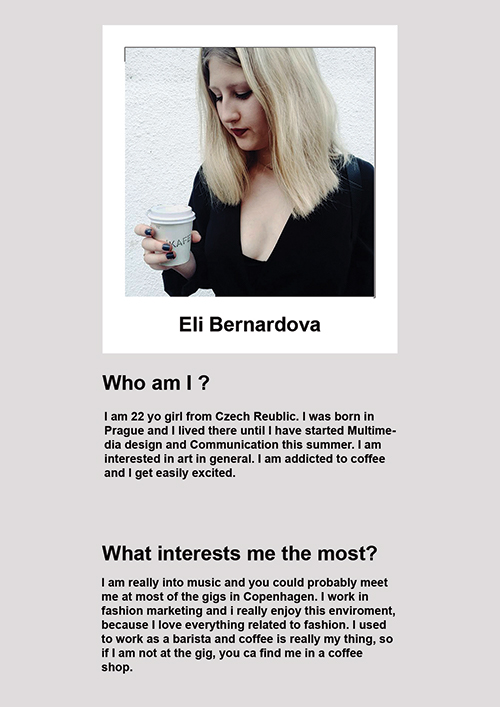 KAFE
Eli Bernardova
Who am I ?
I am 22 yo girl from Czech Reublic. I was born in
Prague and I lived there until I have started Multime-
dia design and Communication this summer. I am
interested in art in general. I am addicted to coffee
and I get easily excited.
What interests me the most?
I am really into music and you could probably meet
me at most of the gigs in Copenhagen. I work in
fashion marketing and i really enjoy this enviroment,
because I love everything related to fashion. I used
to work as a barista and coffee is really my thing, so
if I am not at the gig, you ca find me in a coffee
shop.